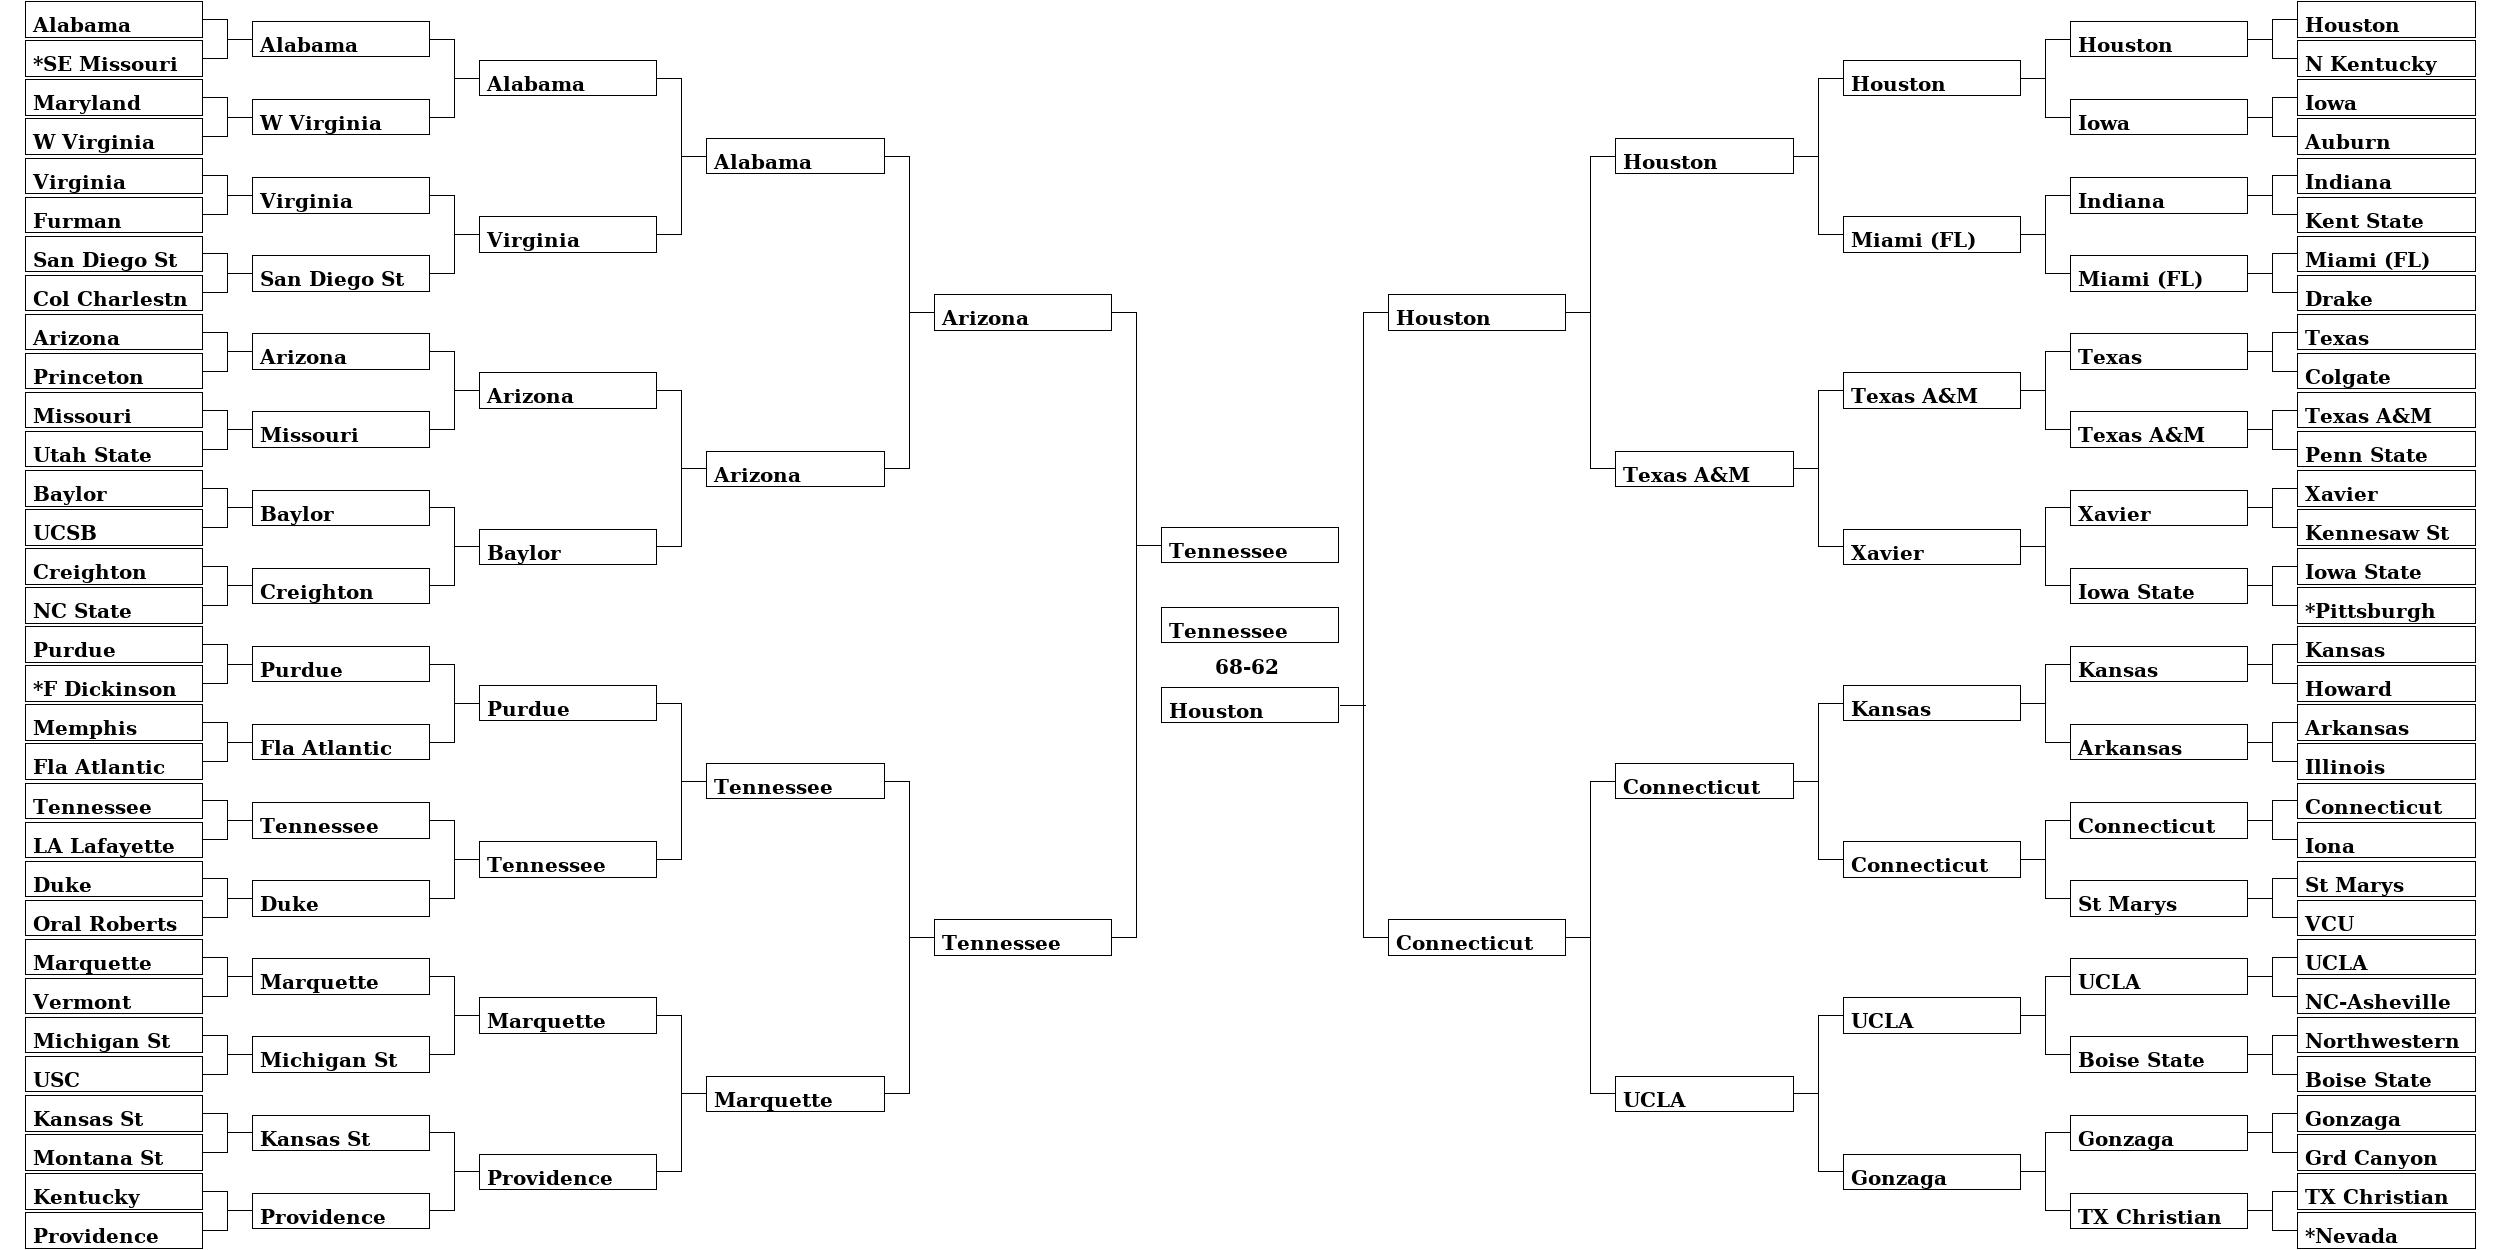 Alabama
*SE Missouri
Maryland
W Virginia
Virginia
Furman
San Diego St
Col Charlestn
Arizona
Princeton
Missouri
Utah State
Baylor
UCSB
Creighton
NC State
Purdue
*F Dickinson
Memphis
Fla Atlantic
Tennessee
LA Lafayette
Duke
Oral Roberts
Marquette
Vermont
Michigan St
USC
Kansas St
Montana St
Kentucky
Providence
Alabama
W Virginia
Virginia
San Diego St
Arizona
Missouri
Baylor
Creighton
Purdue
Fla Atlantic
Tennessee
Duke
Marquette
Michigan St
Kansas St
Providence
Alabama
Virginia
Arizona
Baylor
Purdue
Tennessee
Marquette
Providence
Alabama
Arizona
Tennessee
Marquette
Arizona
Tennessee
Tennessee
Tennessee
68-62
Houston
Houston
Connecticut
Houston
Texas A&M
Connecticut
UCLA
Houston
Miami (FL)
Texas A&M
Xavier
Kansas
Connecticut
UCLA
Gonzaga
Houston
Iowa
Indiana
Miami (FL)
Texas
Texas A&M
Xavier
Iowa State
Kansas
Arkansas
Connecticut
St Marys
UCLA
Boise State
Gonzaga
TX Christian
Houston
N Kentucky
Iowa
Auburn
Indiana
Kent State
Miami (FL)
Drake
Texas
Colgate
Texas A&M
Penn State
Xavier
Kennesaw St
Iowa State
*Pittsburgh
Kansas
Howard
Arkansas
Illinois
Connecticut
Iona
St Marys
VCU
UCLA
NC-Asheville
Northwestern
Boise State
Gonzaga
Grd Canyon
TX Christian
*Nevada